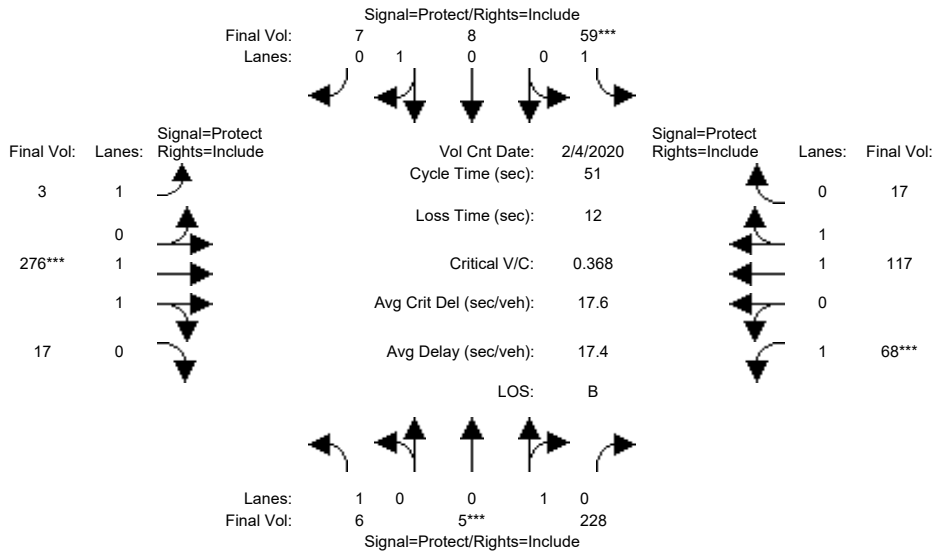 Signal=Protect/Rights=Include
Final Vol: 7 8 59***
Lanes: 0 1 0 0 1
Signal=Protect Signal=Protect
Final Vol: Lanes: Rights=Include Vol Cnt Date: 2/4/2020 Rights=Include Lanes: Final Vol:
Cycle Time (sec): 51
3 1 0 17
Loss Time (sec): 12
0 1
276*** 1 Critical V/C: 0.368 1 117
1 Avg Crit Del (sec/veh): 17.6 0
17 0 Avg Delay (sec/veh): 17.4 1 68***
LOS: B
Lanes: 1 0 0 1 0
Final Vol: 6 5*** 228
Signal=Protect/Rights=Include